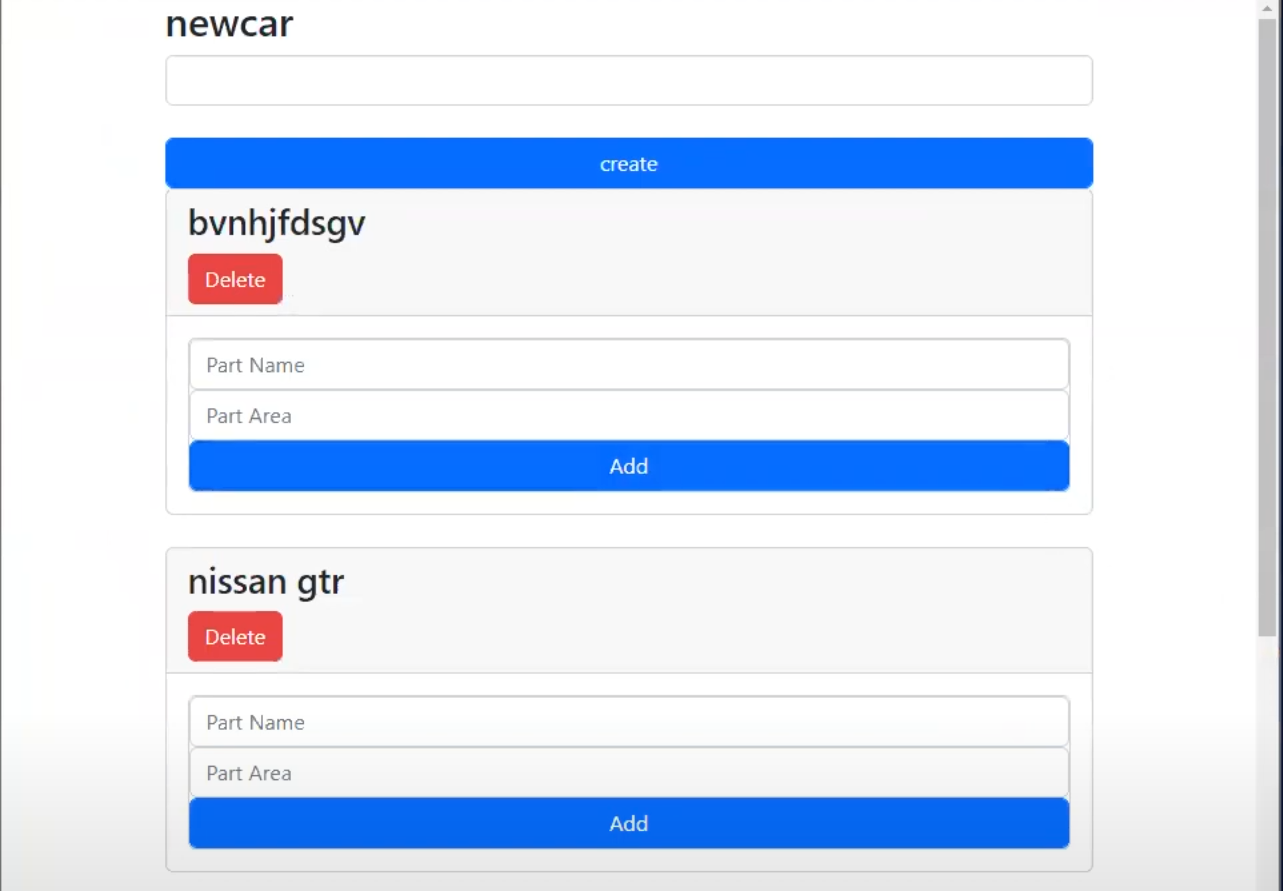 newcar
create
bvnhjfdsgv
Delete
Part Name
Part Area
Add
nissan gtr
Delete
Part Name
Part Area
Add